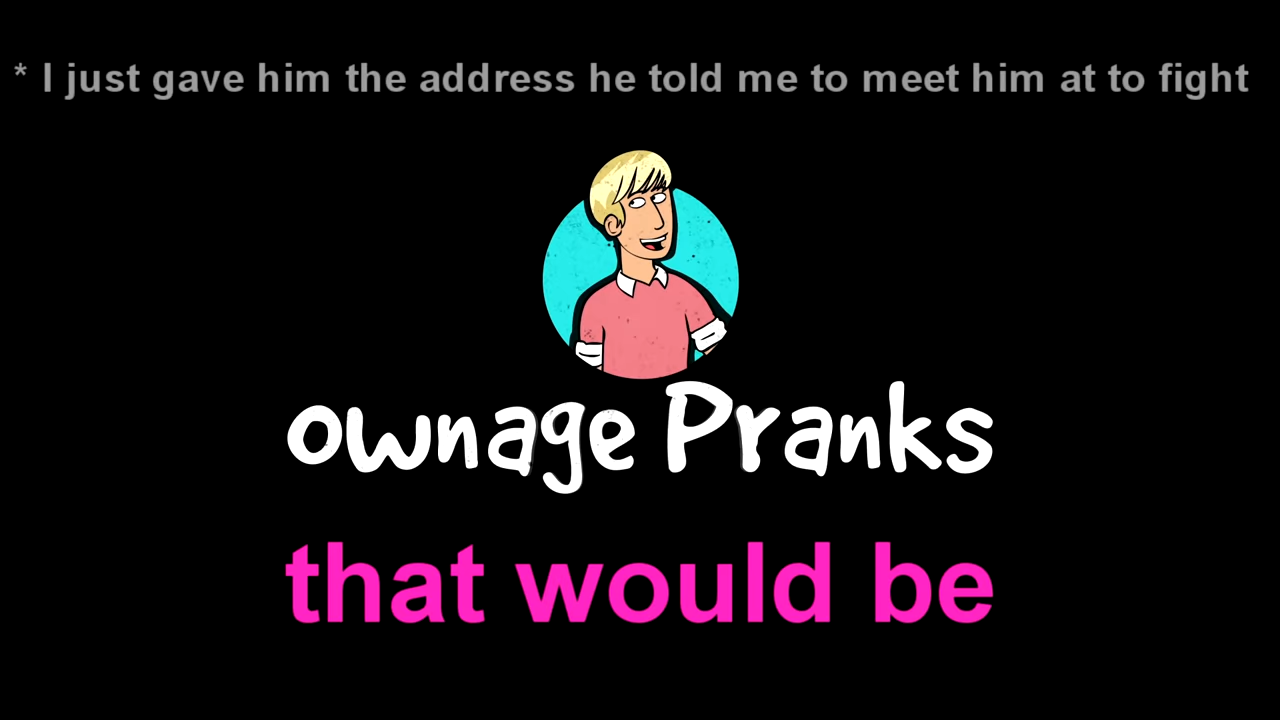 * I just gave him the address he told me to meet him at to fight
ownage Pranks
that would be